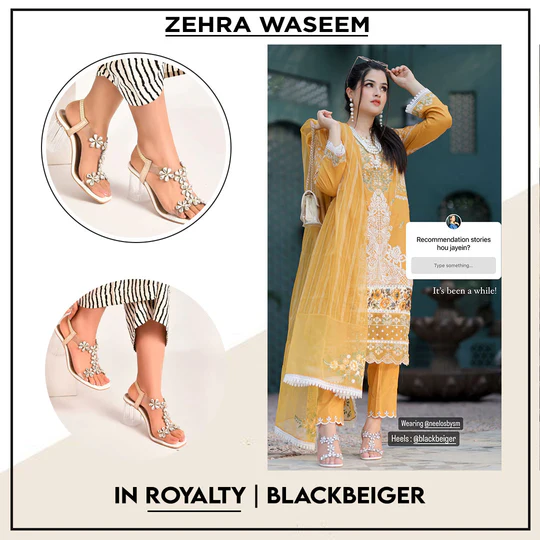 ZEHRA WASEEM
Recommendation stories
hou jayein?
Type something...
It's been a while!
Wearing @neelosbysm
Heels : @blackbeiger
IN ROYALTY | BLACKBEIGER